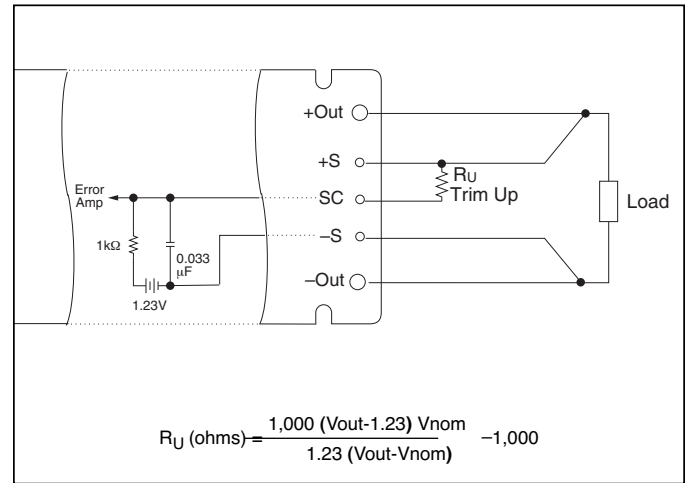 +Out
+S
RU
Trim Up
Error
Amp
SC
Load
1kΩ
–S
0.033
µF
–Out
1.23V
RU (ohms) = 1,000 (Vout-1.23) Vnom –1,000
1.23 (Vout-Vnom)